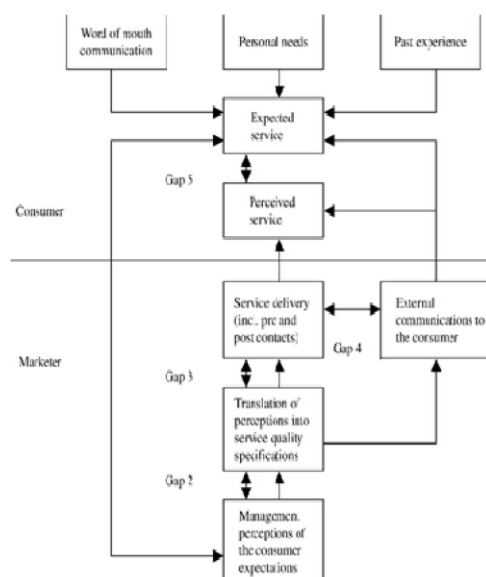 Word of mouth
communication
Personal needs
Past experience
Expected
service
Gap 5
Perceived
service
Consumer
Service delivery
(incl. pre and
post contacts)
External
communications to
the consumer
Gap 4
Marketer
Gap 3
Translation of
perceptions into
service quality
specifications
Gap 2
Management
perceptions of
the consumer
expectations